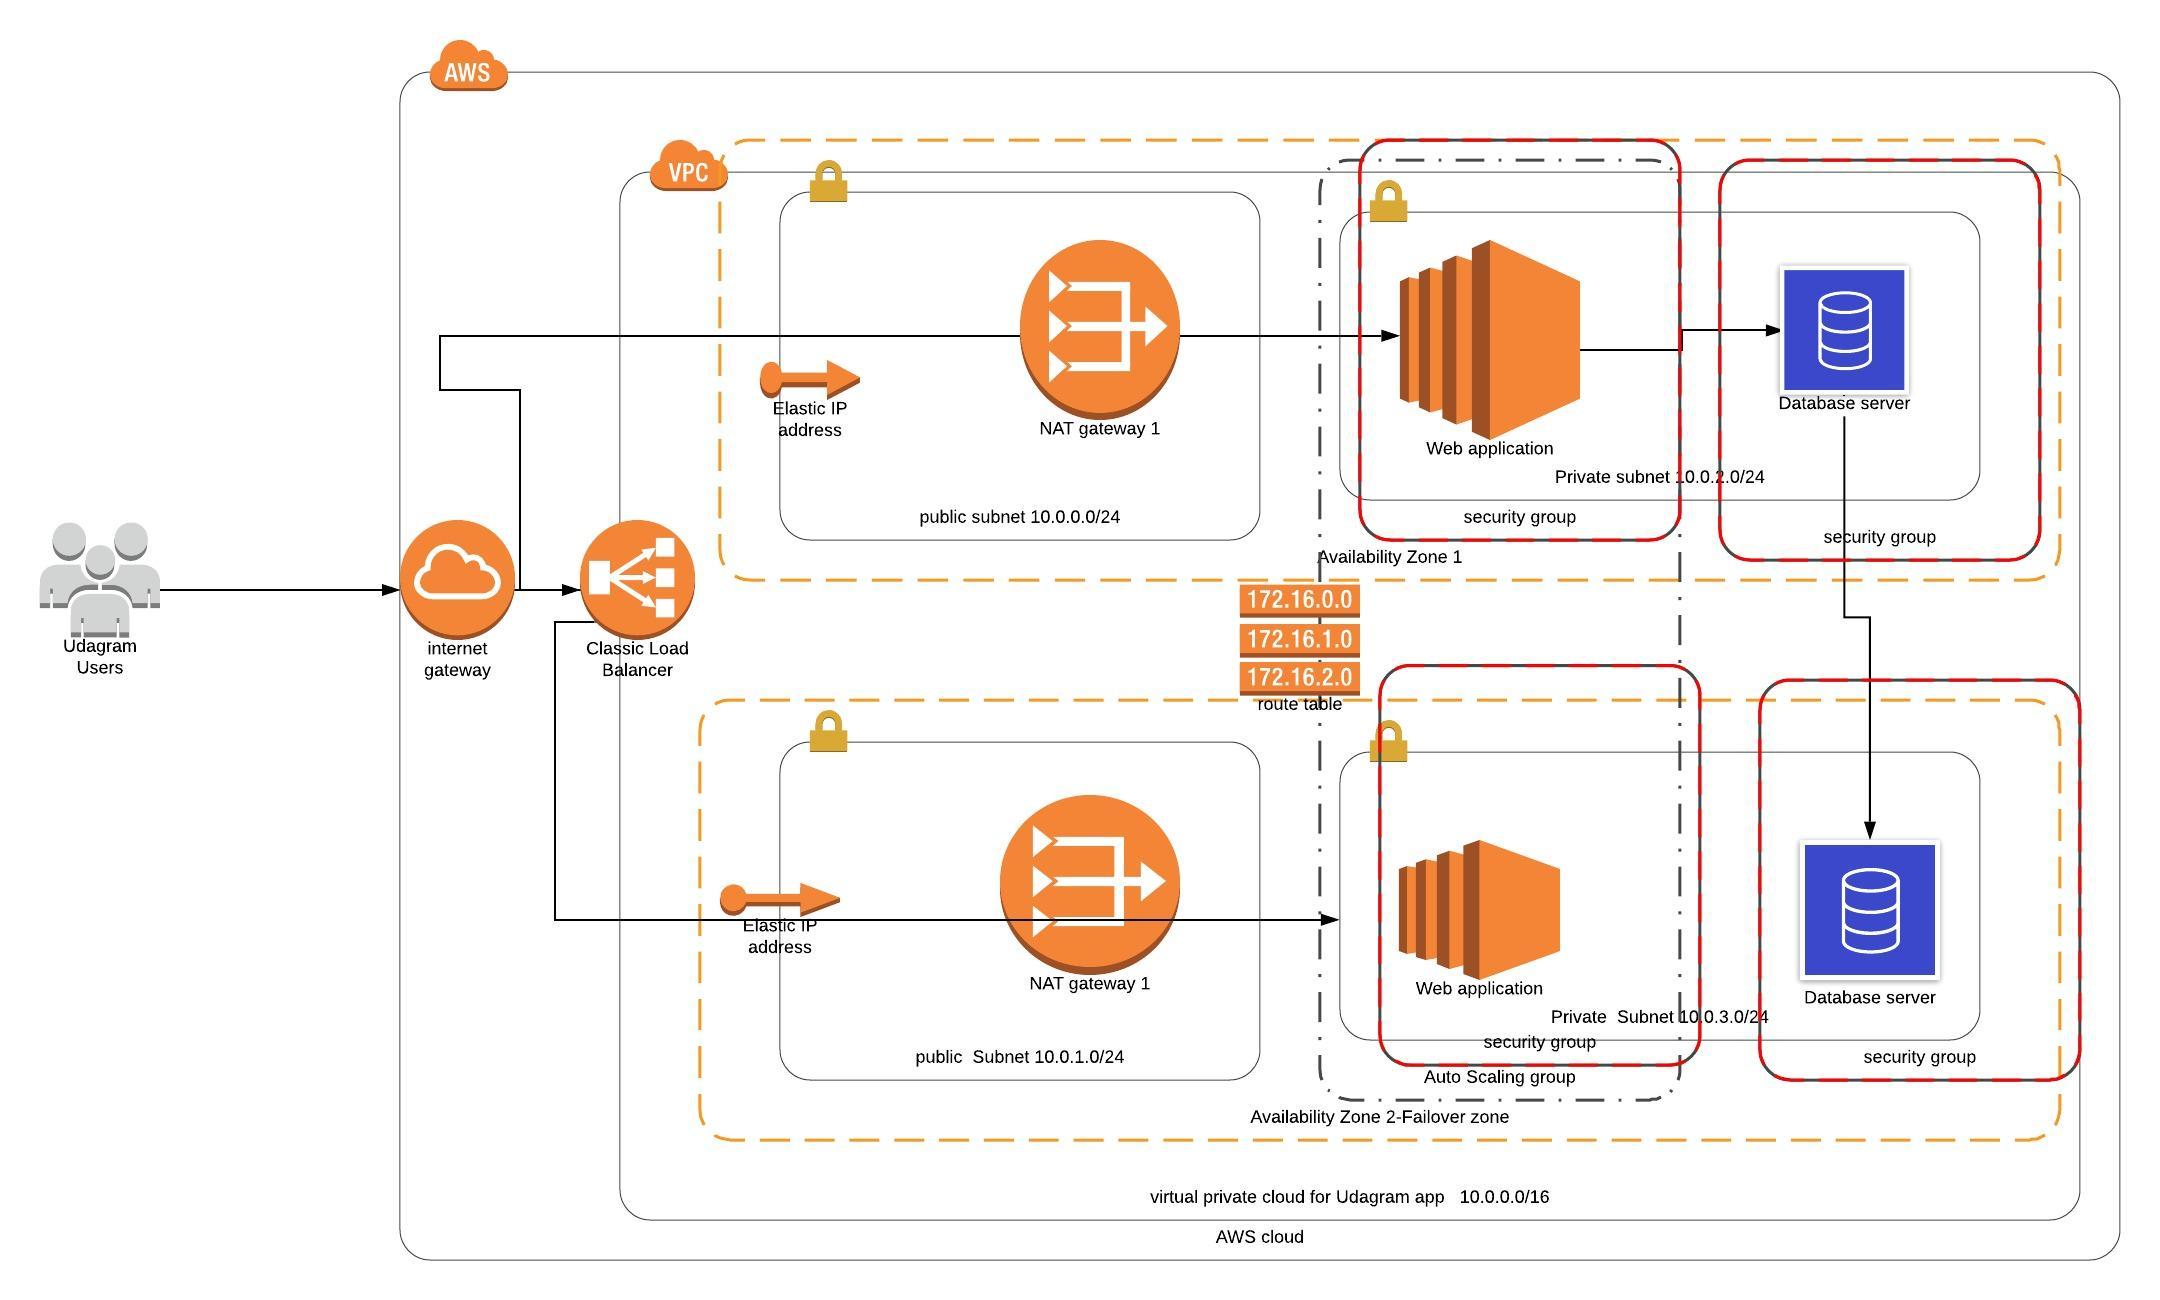 AWS
VPC
Elastic IP
address
NAT gateway 1
public subnet 10.0.0.0/24
Web application
Private subnet 10.0.2.0/24
security group
Database server
security group
Availability Zone 1
172.16.0.0
172.16.1.0
172.16.2.0
route table
Udagram
Users
internet
gateway
Classic Load
Balancer
Elastic IP
address
NAT gateway 1
public  Subnet 10.0.1.0/24
Web application
Private  Subnet 10.0.3.0/24
security group
Auto Scaling group
Database server
security group
Availability Zone 2-Failover zone
virtual private cloud for Udagram app   10.0.0.0/16
AWS cloud